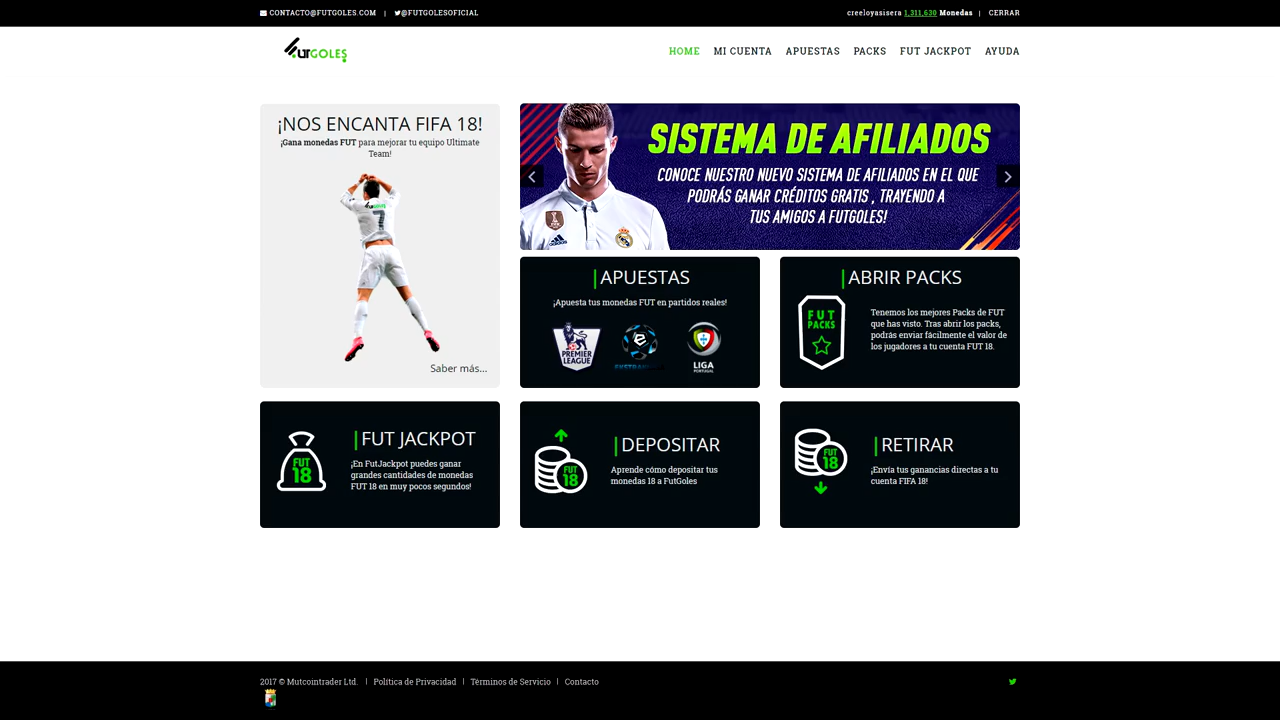 CONTACTO@FUTGOLES.COM | @FUTGOLESOFICIAL
creeloyasisera 1,311,630 Monedas | CERRAR
FUTGOLES
HOME MI CUENTA APUESTAS PACKS FUT JACKPOT AYUDA
¡NOS ENCANTA FIFA 18!
¡Gana monedas FUT para mejorar tu equipo Ultimate
Team!
7
Saber más...
SISTEMA DE AFILIADOS
CONOCE NUESTRO NUEVO SISTEMA DE AFILIADOS EN EL QUE
PODRÁS GANAR CRÉDITOS GRATIS , TRAYENDO A
TUS AMIGOS A FUTGOLES!
|APUESTAS
¡Apuesta tus monedas FUT en partidos reales!
PREMIER
LEAGUE
LIGA
PORTUGAL
|ABRIR PACKS
FUT
PACKS
Tenemos los mejores Packs de FUT
que has visto. Tras abrir los packs,
podrás enviar fácilmente el valor de
los jugadores a tu cuenta FUT 18.
|FUT JACKPOT
FUT
18
¡En FutJackpot puedes ganar
grandes cantidades de monedas
FUT 18 en muy pocos segundos!
|DEPOSITAR
FUT
18
Aprende cómo depositar tus
monedas 18 a FutGoles
|RETIRAR
FUT
18
¡Envía tus ganancias directas a tu
cuenta FIFA 18!
2017 © Mutcointrader Ltd. | Política de Privacidad | Términos de Servicio | Contacto